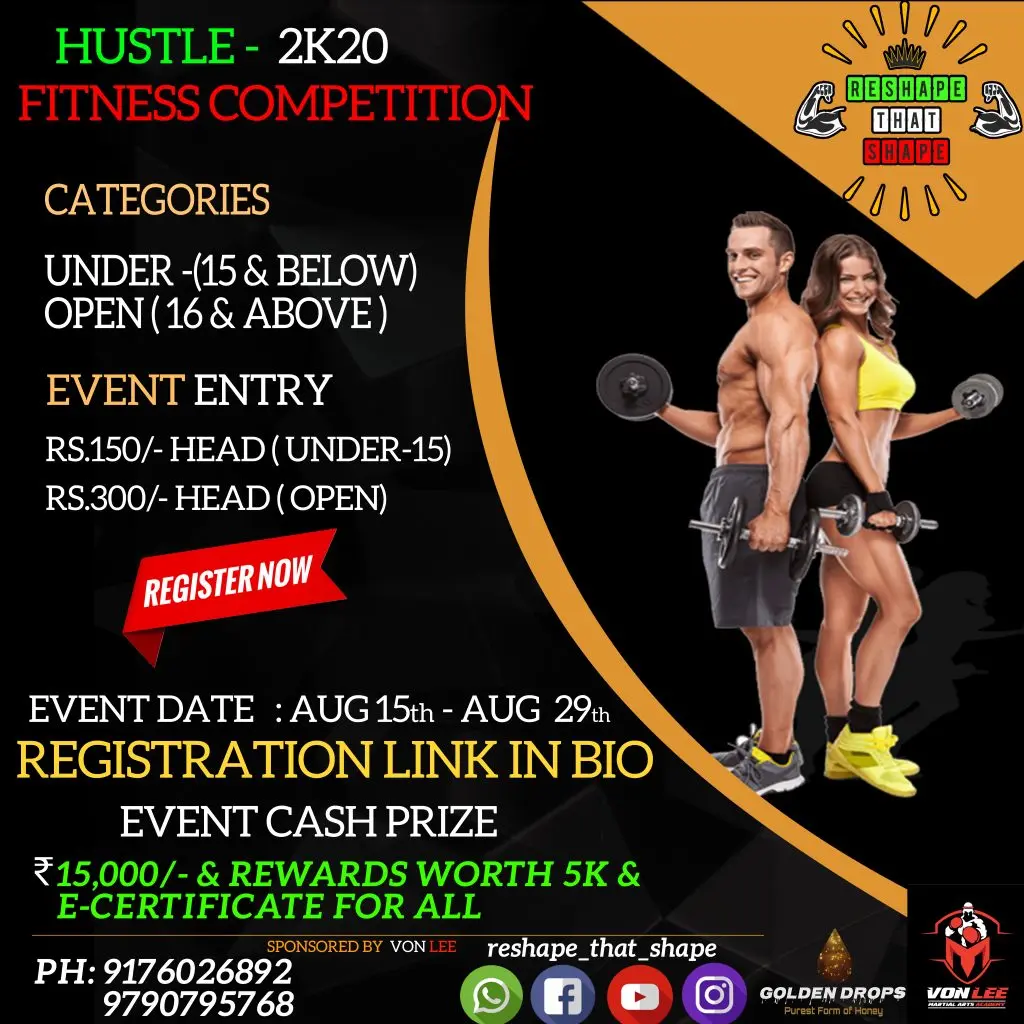 HUSTLE - 2K20
FITNESS COMPETITION
RESHAPE
THAT
SHAPE
CATEGORIES
UNDER -(15 & BELOW)
OPEN ( 16 & ABOVE )
EVENT ENTRY
RS.150/- HEAD ( UNDER-15)
RS.300/- HEAD ( OPEN)
REGISTER NOW
EVENT DATE : AUG 15th - AUG 29th
REGISTRATION LINK IN BIO
EVENT CASH PRIZE
₹15,000/- & REWARDS WORTH 5K &
E-CERTIFICATE FOR ALL
SPONSORED BY VON LEE
reshape_that_shape
PH: 9176026892
9790795768
GOLDEN DROPS
Purest Form of Honey
VON LEE
MARTIAL ARTS ACADEMY